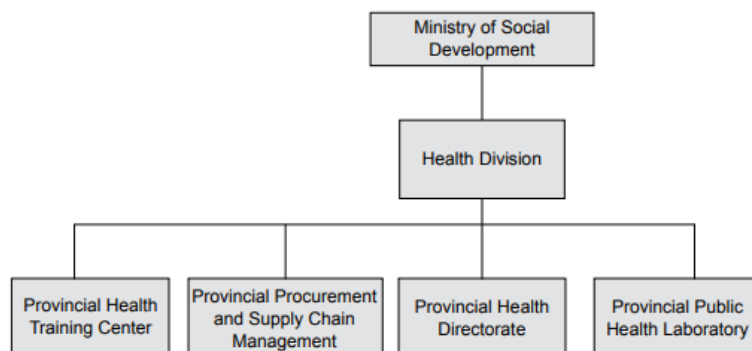 Ministry of Social
Development
Health Division
Provincial Health
Training Center
Provincial Procurement
and Supply Chain
Management
Provincial Health
Directorate
Provincial Public
Health Laboratory